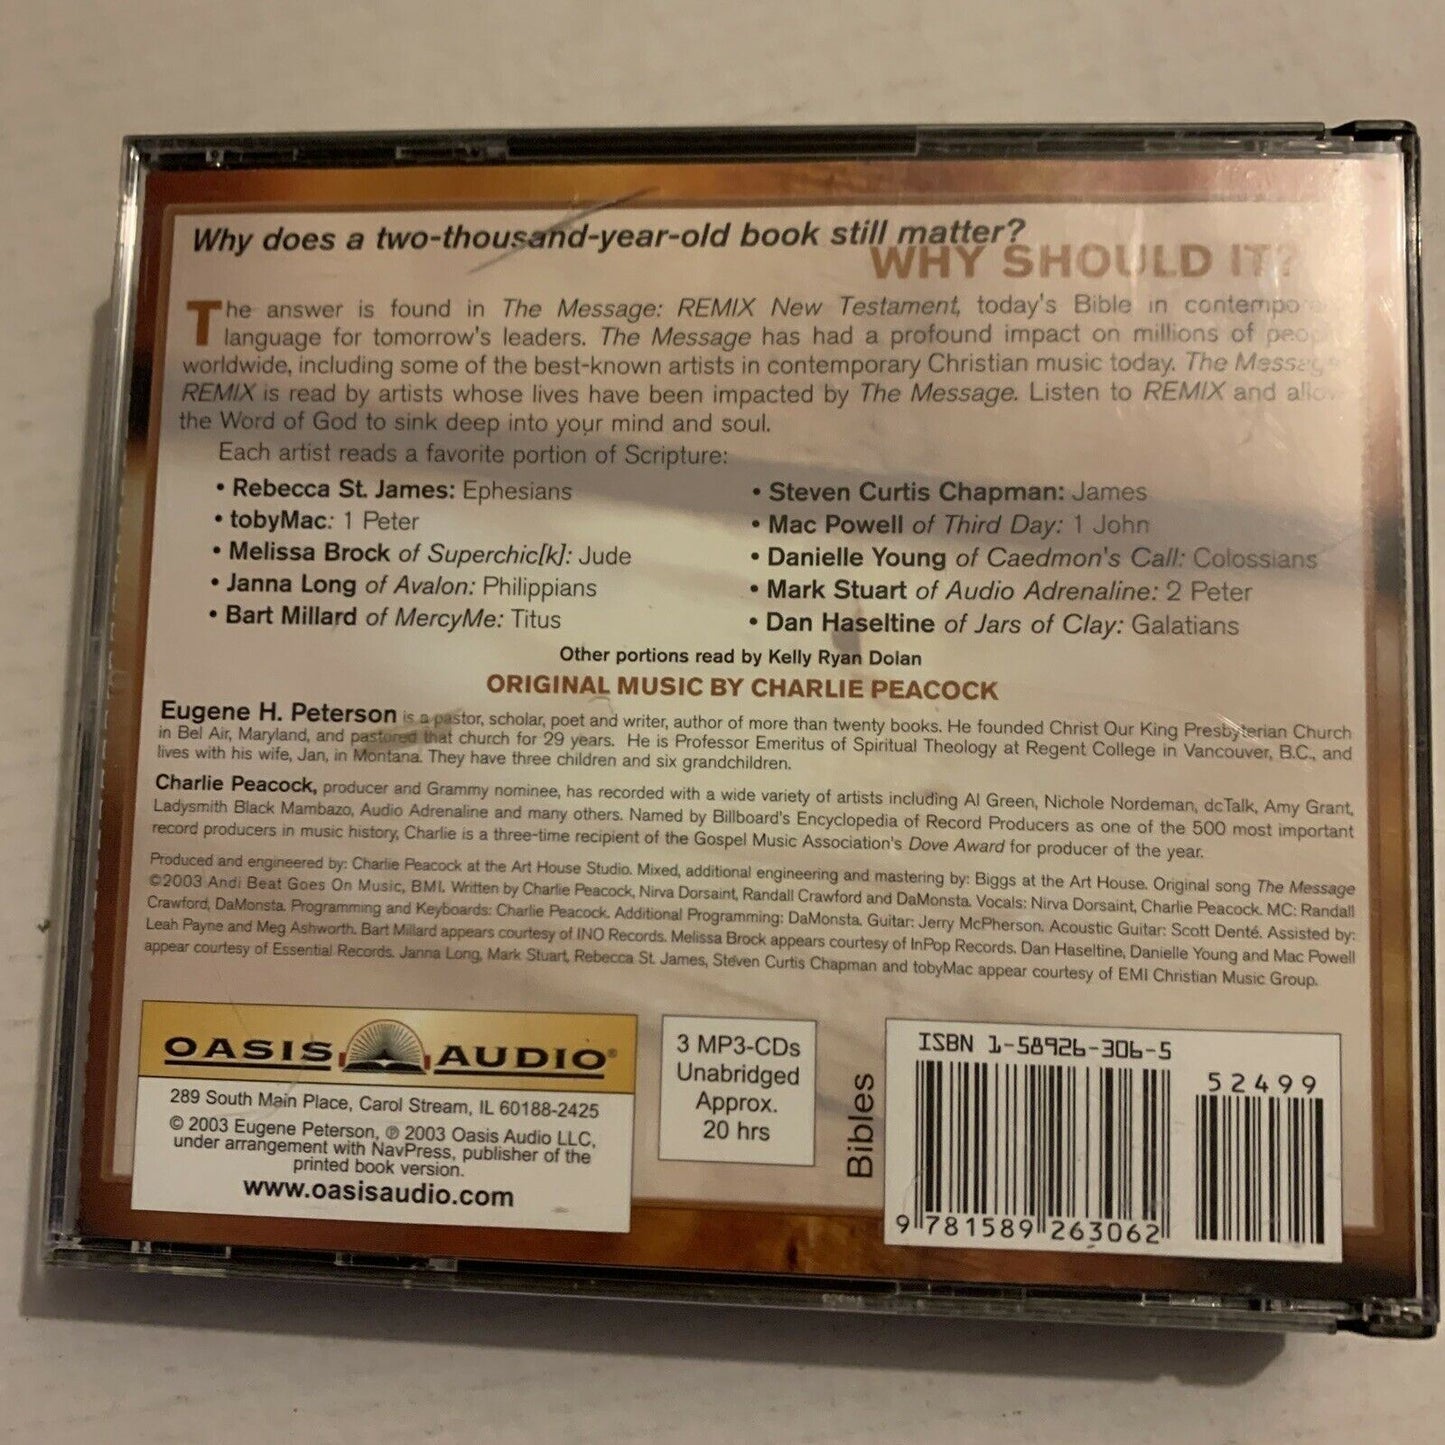 Why does a two-thousand-year-old book still matter?
WHY SHOULD IT?
The answer is found in The Message: REMIX New Testament, today's Bible in
language for tomorrow's leaders. The Message has had a profound impact on millions of
worldwide, including some of the best-known artists in contemporary Christian music today. The Message
REMIX is read by artists whose lives have been impacted by The Message. Listen to REMIX and
the Word of God to sink deep into your mind and soul.
Each artist reads a favorite portion of Scripture:
• Rebecca St. James: Ephesians
• tobyMac: 1 Peter
• Melissa Brock of Superchic[k]: Jude
• Janna Long of Avalon: Philippians
• Bart Millard of MercyMe: Titus
• Steven Curtis Chapman: James
• Mac Powell of Third Day: 1 John
• Danielle Young of Caedmon's Call: Colossians
• Mark Stuart of Audio Adrenaline: 2 Peter
• Dan Haseltine of Jars of Clay: Galatians
Other portions read by Kelly Ryan Dolan
ORIGINAL MUSIC BY CHARLIE PEACOCK
Eugene H. Peterson is a pastor, scholar, poet and writer, author of more than twenty books. He founded Christ Our King Presbyterian Church
in Bel Air, Maryland, and pastored that church for 29 years. He is Professor Emeritus of Spiritual Theology at Regent College in Vancouver, B.C., and
lives with his wife, Jan, in Montana. They have three children and six grandchildren.
Charlie Peacock, producer and Grammy nominee, has recorded with a wide variety of artists including Al Green, Nichole Nordeman, dcTalk, Amy Grant,
Ladysmith Black Mambazo, Audio Adrenaline and many others. Named by Billboard's Encyclopedia of Record Producers as one of the 500 most important
record producers in music history, Charlie is a three-time recipient of the Gospel Music Association's Dove Award for producer of the year.
Produced and engineered by: Charlie Peacock at the Art House Studio. Mixed, additional engineering and mastering by: Biggs at the Art House. Original song The Message
©2003 Andi Beat Goes On Music, BMI. Written by Charlie Peacock, Nirva Dorsaint, Randall Crawford and DaMonsta. Vocals: Nirva Dorsaint, Charlie Peacock. MC: Randall
Crawford, DaMonsta. Programming and Keyboards: Charlie Peacock. Additional Programming: DaMonsta. Guitar: Jerry McPherson. Acoustic Guitar: Scott Denté. Assisted by:
Leah Payne and Meg Ashworth. Bart Millard appears courtesy of INO Records. Melissa Brock appears courtesy of InPop Records. Dan Haseltine, Danielle Young and Mac Powell
appear courtesy of Essential Records. Janna Long, Mark Stuart, Rebecca St. James, Steven Curtis Chapman and tobyMac appear courtesy of EMI Christian Music Group.
OASIS AUDIO®
289 South Main Place, Carol Stream, IL 60188-2425
© 2003 Eugene Peterson, ℗ 2003 Oasis Audio LLC,
under arrangement with NavPress, publisher of the
printed book version.
www.oasisaudio.com
3 MP3-CDs
Unabridged
Approx.
20 hrs
Bibles
ISBN 1-58926-306-5
52499
9 781589 263062